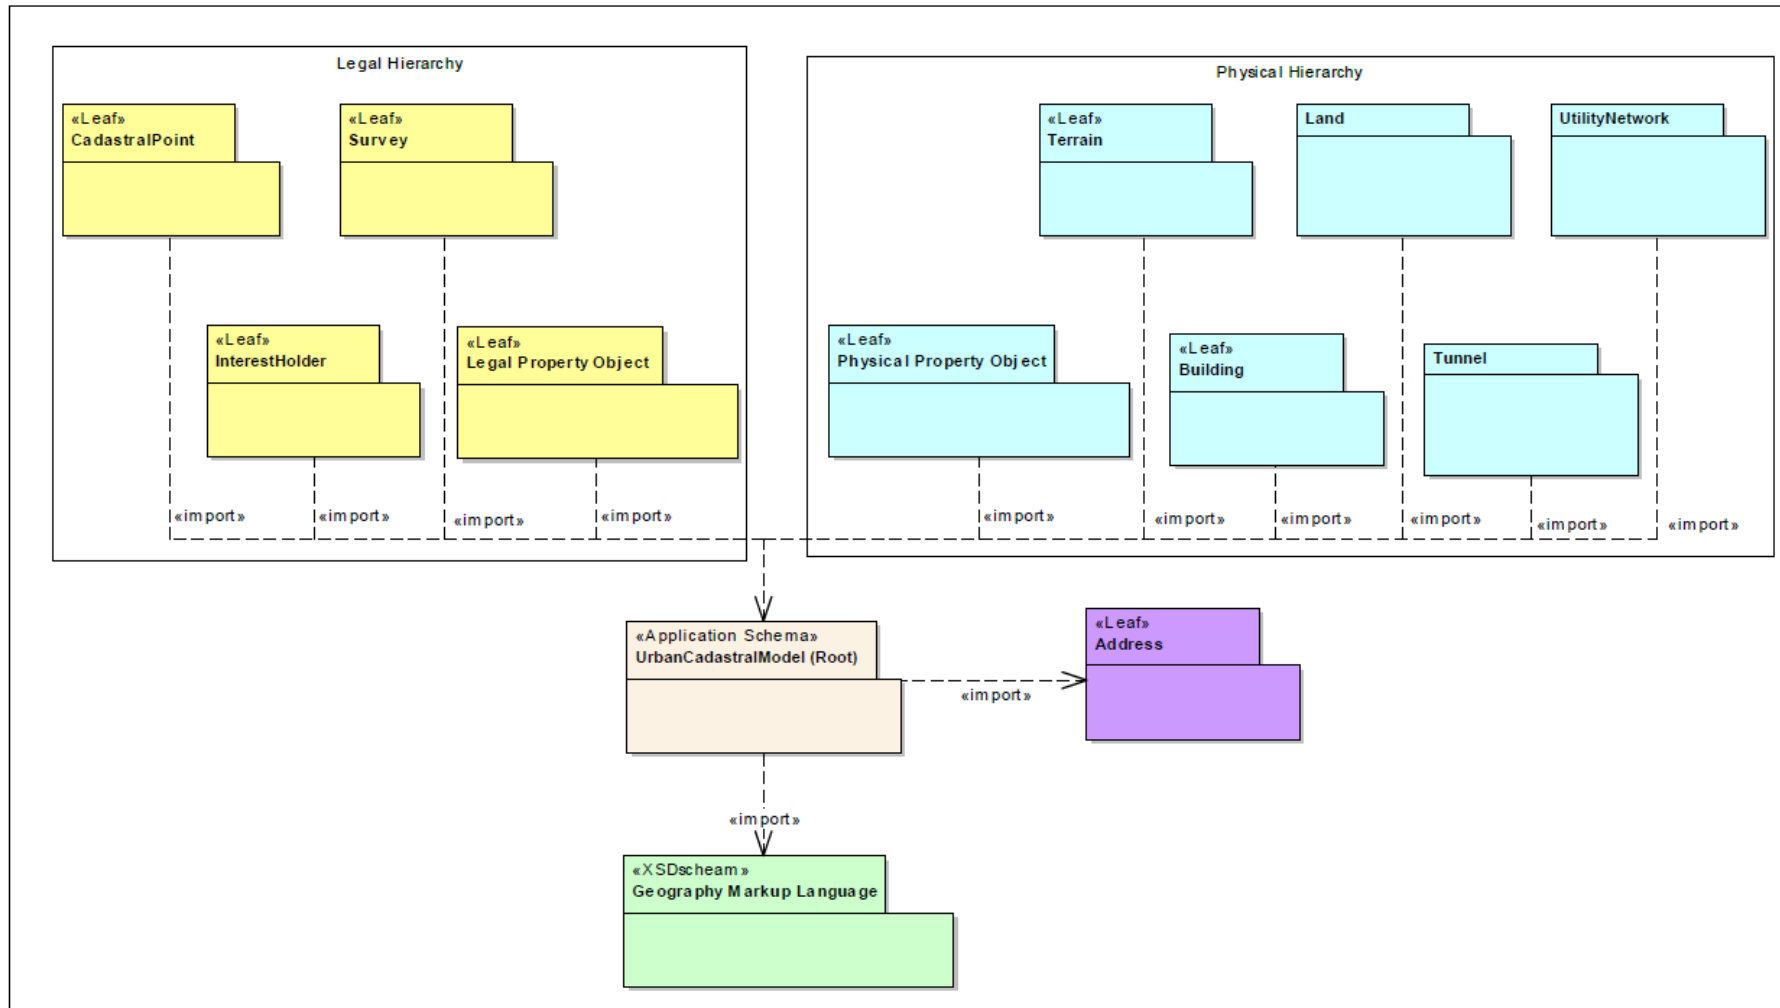 Legal Hierarchy
«Leaf»
CadastralPoint
«Leaf»
Survey
«Leaf»
InterestHolder
«Leaf»
Legal Property Object
«import»
«import»
«import»
«import»
Physical Hierarchy
«Leaf»
Terrain
Land
UtilityNetwork
«Leaf»
Physical Property Object
«Leaf»
Building
Tunnel
«import»
«import»
«import»
«import»
«import»
«import»
«Application Schema»
UrbanCadastralModel (Root)
«import»
«Leaf»
Address
«import»
«XSDscheam»
Geography Markup Language